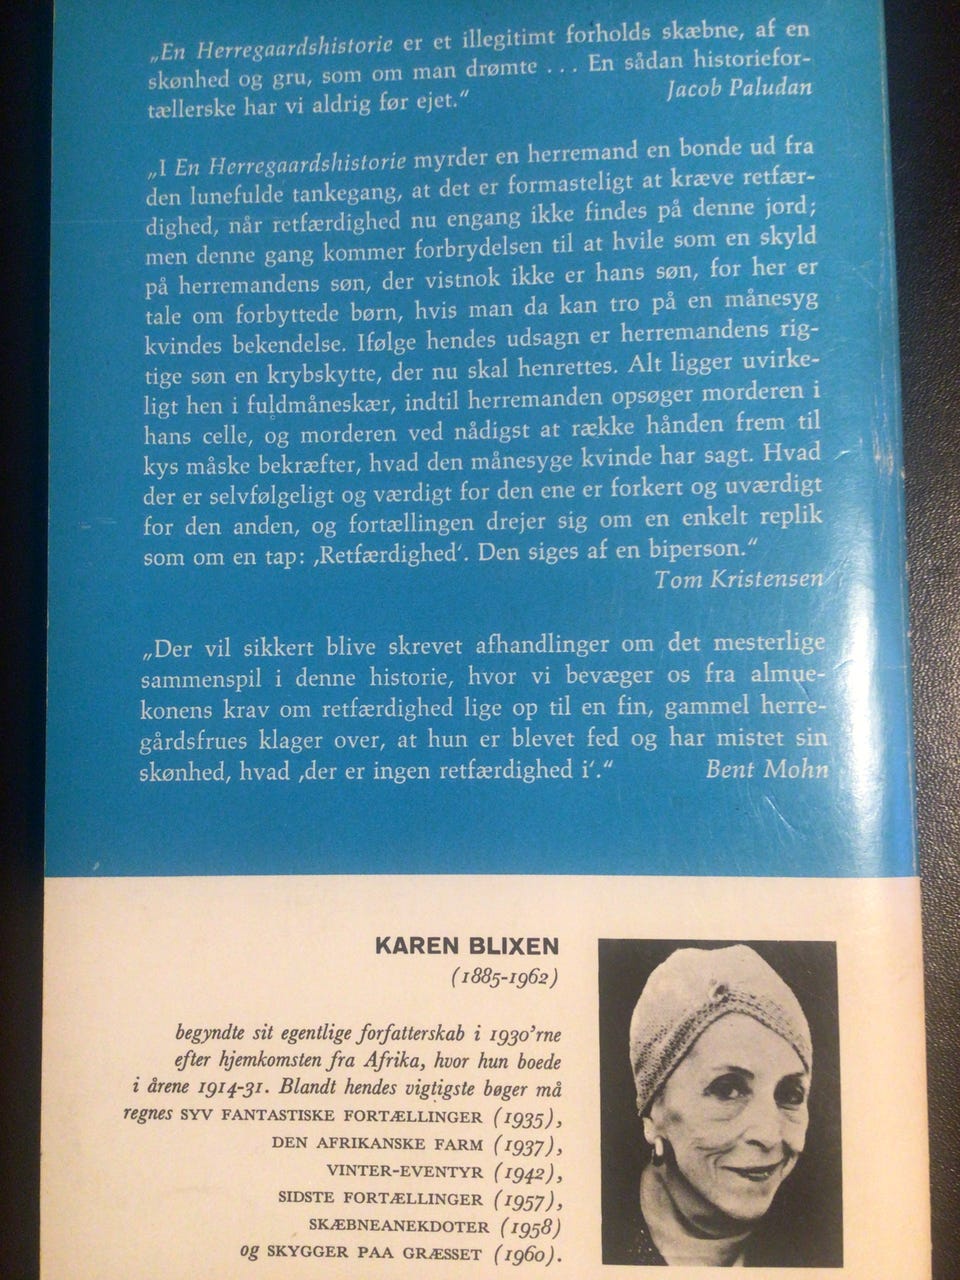 „En Herregaardshistorie er et illegitimt forholds skæbne, af en
skønhed og gru, som om man drømte . . . En sådan historiefor-
tællerske har vi aldrig før ejet.“ Jacob Paludan
„I En Herregaardshistorie myrder en herremand en bonde ud fra
den lunefulde tankegang, at det er formasteligt at kræve retfær-
dighed, når retfærdighed nu engang ikke findes på denne jord;
men denne gang kommer forbrydelsen til at hvile som en skyld
på herremandens søn, der vistnok ikke er hans søn, for her er
tale om forbyttede børn, hvis man da kan tro på en månesyg
kvindes bekendelse. Ifølge hendes udsagn er herremandens rig-
tige søn en krybskytte, der nu skal henrettes. Alt ligger uvirke-
ligt hen i fuldmåneskær, indtil herremanden opsøger morderen i
hans celle, og morderen ved nådigst at række hånden frem til
kys måske bekræfter, hvad den månesyge kvinde har sagt. Hvad
der er selvfølgeligt og værdigt for den ene er forkert og uværdigt
for den anden, og fortællingen drejer sig om en enkelt replik
som om en tap: ‚Retfærdighed‘. Den siges af en biperson.“
Tom Kristensen
„Der vil sikkert blive skrevet afhandlinger om det mesterlige
sammenspil i denne historie, hvor vi bevæger os fra almue-
konens krav om retfærdighed lige op til en fin, gammel herre-
gårdsfrues klager over, at hun er blevet fed og har mistet sin
skønhed, hvad ‚der er ingen retfærdighed i‘.“ Bent Mohn
KAREN BLIXEN
(1885-1962)
begyndte sit egentlige forfatterskab i 1930’rne
efter hjemkomsten fra Afrika, hvor hun boede
i årene 1914-31. Blandt hendes vigtigste bøger må
regnes SYV FANTASTISKE FORTÆLLINGER (1935),
DEN AFRIKANSKE FARM (1937),
VINTER-EVENTYR (1942),
SIDSTE FORTÆLLINGER (1957),
SKÆBNEANEKDOTER (1958)
og SKYGGER PAA GRÆSSET (1960).